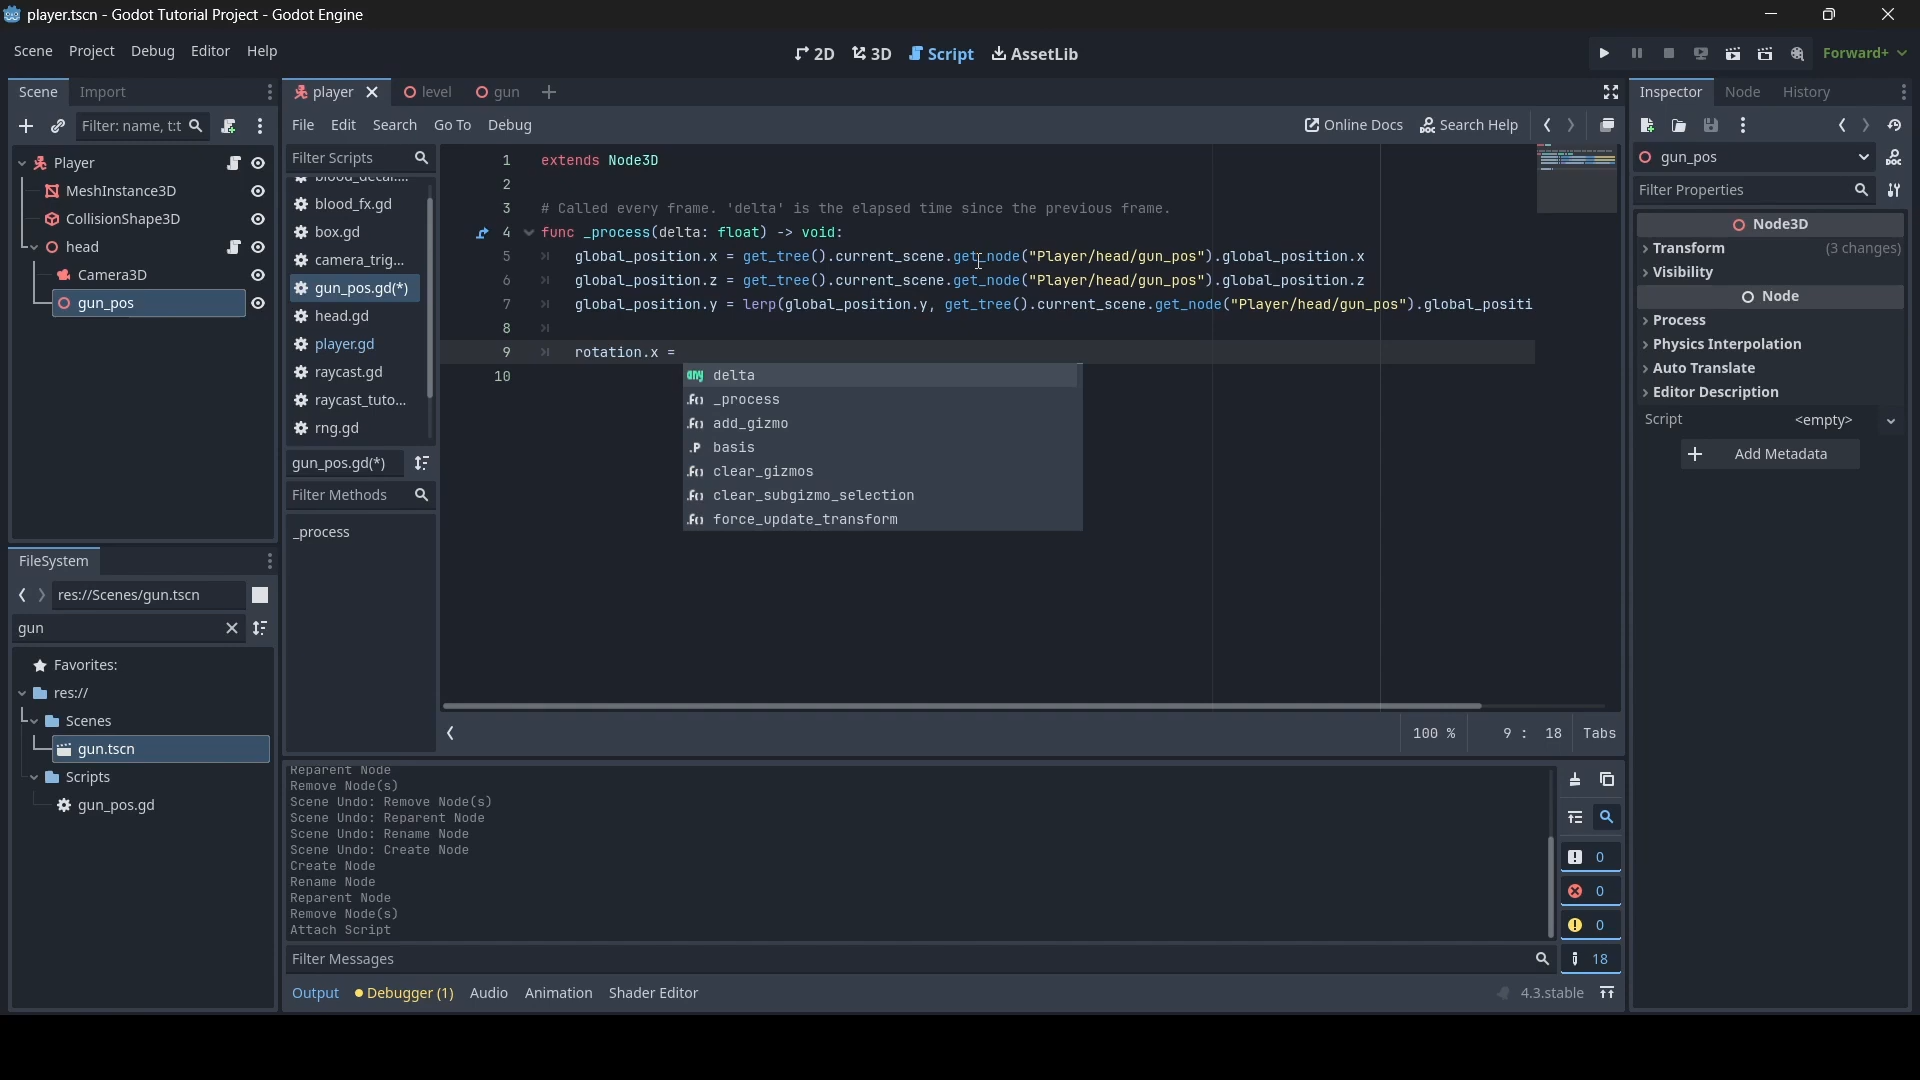 player.tscn - Godot Tutorial Project - Godot Engine
Scene Project Debug Editor Help
2D 3D Script AssetLib
Forward+
Scene Import
Filter: name, t:t
Player
MeshInstance3D
CollisionShape3D
head
Camera3D
gun_pos
FileSystem
res://Scenes/gun.tscn
gun
Favorites:
res://
Scenes
gun.tscn
Scripts
gun_pos.gd
player level gun
File Edit Search Go To Debug
Online Docs Search Help
Filter Scripts
blood_decal....
blood_fx.gd
box.gd
camera_trig...
gun_pos.gd(*)
head.gd
player.gd
raycast.gd
raycast_tuto...
rng.gd
gun_pos.gd(*)
Filter Methods
_process
1 extends Node3D
2
3 # Called every frame. 'delta' is the elapsed time since the previous frame.
4 func _process(delta: float) -> void:
5 global_position.x = get_tree().current_scene.get_node("Player/head/gun_pos").global_position.x
6 global_position.z = get_tree().current_scene.get_node("Player/head/gun_pos").global_position.z
7 global_position.y = lerp(global_position.y, get_tree().current_scene.get_node("Player/head/gun_pos").global_positi
8
9 rotation.x =
10
delta
_process
add_gizmo
basis
clear_gizmos
clear_subgizmo_selection
force_update_transform
100 % 9 : 18 Tabs
Reparent Node
Remove Node(s)
Scene Undo: Remove Node(s)
Scene Undo: Reparent Node
Scene Undo: Rename Node
Scene Undo: Create Node
Create Node
Rename Node
Reparent Node
Remove Node(s)
Attach Script
0
0
0
18
Filter Messages
Output Debugger (1) Audio Animation Shader Editor
4.3.stable
Inspector Node History
gun_pos
Filter Properties
Node3D
Transform (3 changes)
Visibility
Node
Process
Physics Interpolation
Auto Translate
Editor Description
Script <empty>
Add Metadata